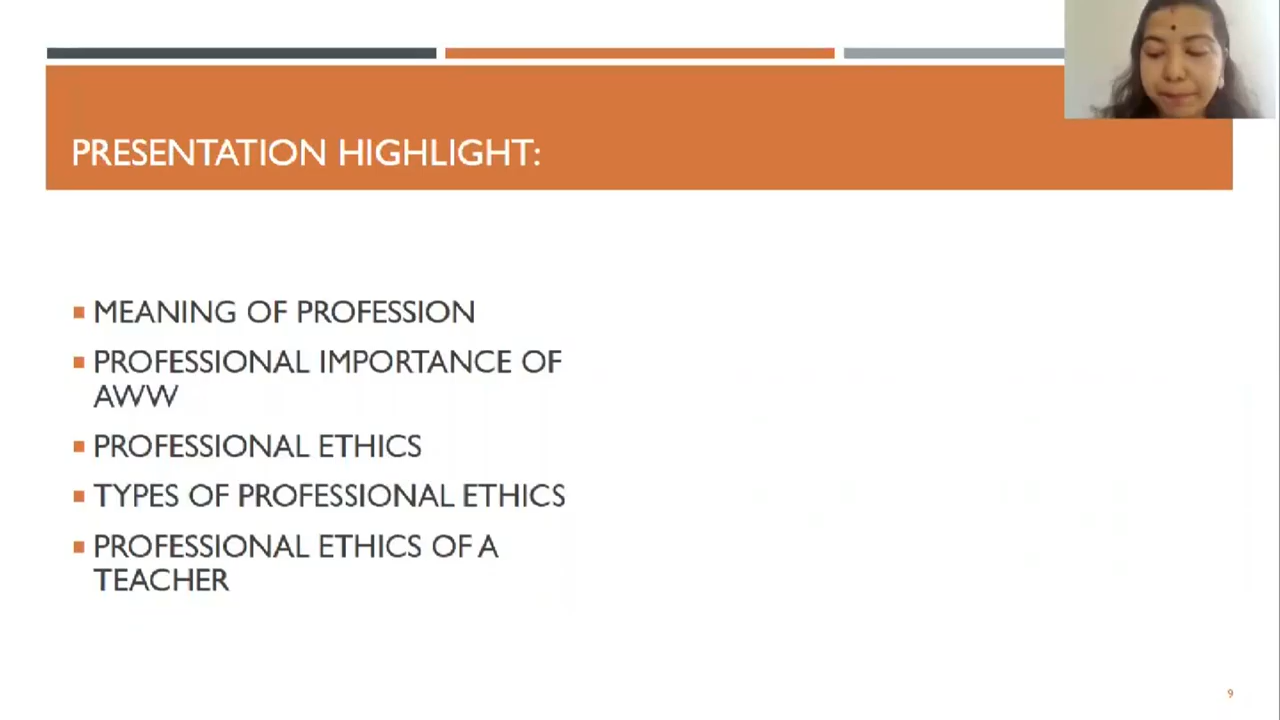 PRESENTATION HIGHLIGHT:
MEANING OF PROFESSION
PROFESSIONAL IMPORTANCE OF
AWW
PROFESSIONAL ETHICS
TYPES OF PROFESSIONAL ETHICS
PROFESSIONAL ETHICS OF A
TEACHER
9